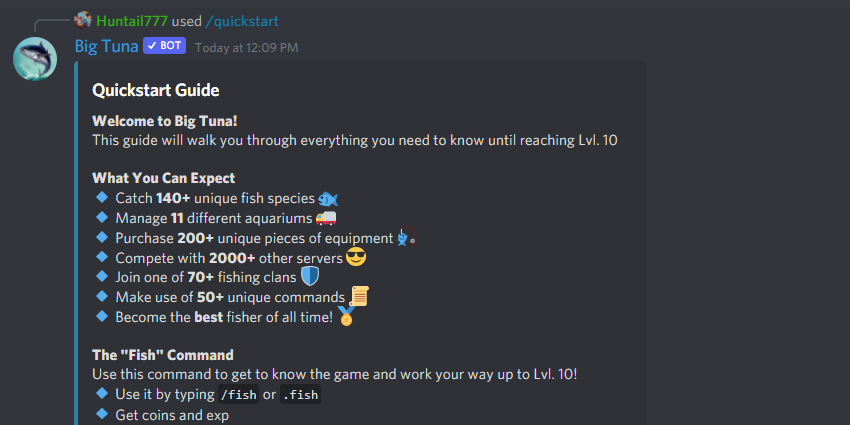 Huntail777 used /quickstart
Big Tuna ✓ BOT Today at 12:09 PM
Quickstart Guide
Welcome to Big Tuna!
This guide will walk you through everything you need to know until reaching Lvl. 10
What You Can Expect
Catch 140+ unique fish species
Manage 11 different aquariums
Purchase 200+ unique pieces of equipment
Compete with 2000+ other servers
Join one of 70+ fishing clans
Make use of 50+ unique commands
Become the best fisher of all time!
The "Fish" Command
Use this command to get to know the game and work your way up to Lvl. 10!
Use it by typing /fish or .fish
Get coins and exp